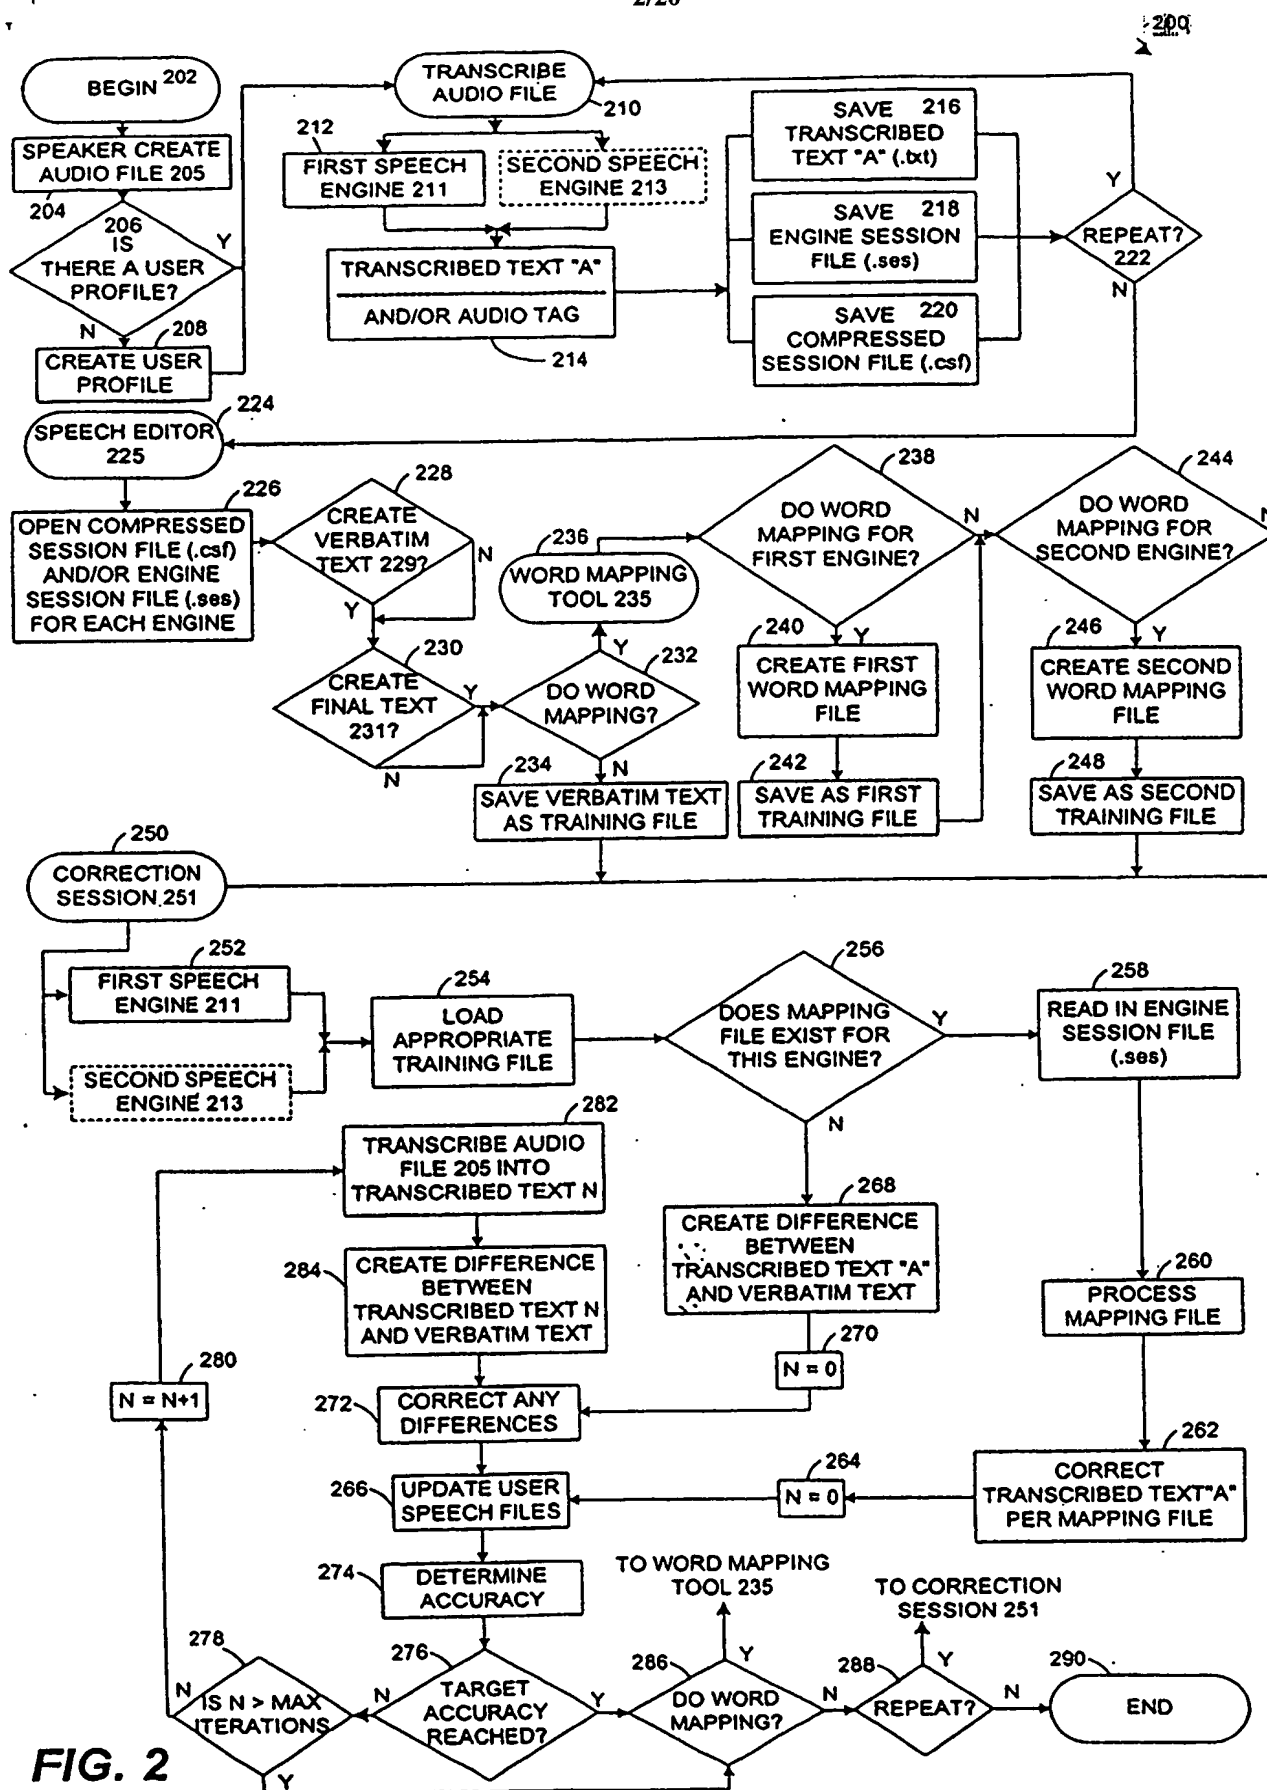 2/26
200
BEGIN 202
SPEAKER CREATE
AUDIO FILE 205
204
206
IS
THERE A USER
PROFILE?
Y
N
208
CREATE USER
PROFILE
TRANSCRIBE
AUDIO FILE
210
212
FIRST SPEECH
ENGINE 211
SECOND SPEECH
ENGINE 213
TRANSCRIBED TEXT "A"
AND/OR AUDIO TAG
214
SAVE 216
TRANSCRIBED
TEXT "A" (.txt)
SAVE 218
ENGINE SESSION
FILE (.ses)
SAVE 220
COMPRESSED
SESSION FILE (.csf)
Y
REPEAT?
222
N
224
SPEECH EDITOR
225
226
OPEN COMPRESSED
SESSION FILE (.csf)
AND/OR ENGINE
SESSION FILE (.ses)
FOR EACH ENGINE
228
CREATE
VERBATIM
TEXT 229?
N
Y
230
CREATE
FINAL TEXT
231?
Y
N
236
WORD MAPPING
TOOL 235
Y
232
DO WORD
MAPPING?
N
234
SAVE VERBATIM TEXT
AS TRAINING FILE
238
DO WORD
MAPPING FOR
FIRST ENGINE?
N
Y
240
CREATE FIRST
WORD MAPPING
FILE
242
SAVE AS FIRST
TRAINING FILE
244
DO WORD
MAPPING FOR
SECOND ENGINE?
N
Y
246
CREATE SECOND
WORD MAPPING
FILE
248
SAVE AS SECOND
TRAINING FILE
250
CORRECTION
SESSION 251
252
FIRST SPEECH
ENGINE 211
SECOND SPEECH
ENGINE 213
254
LOAD
APPROPRIATE
TRAINING FILE
256
DOES MAPPING
FILE EXIST FOR
THIS ENGINE?
Y
N
258
READ IN ENGINE
SESSION FILE
(.ses)
260
PROCESS
MAPPING FILE
262
CORRECT
TRANSCRIBED TEXT"A"
PER MAPPING FILE
264
N = 0
268
CREATE DIFFERENCE
BETWEEN
TRANSCRIBED TEXT "A"
AND VERBATIM TEXT
270
N = 0
282
TRANSCRIBE AUDIO
FILE 205 INTO
TRANSCRIBED TEXT N
284
CREATE DIFFERENCE
BETWEEN
TRANSCRIBED TEXT N
AND VERBATIM TEXT
280
N = N+1
272
CORRECT ANY
DIFFERENCES
266
UPDATE USER
SPEECH FILES
274
DETERMINE
ACCURACY
276
TARGET
ACCURACY
REACHED?
N
Y
278
IS N > MAX
ITERATIONS
N
Y
TO WORD MAPPING
TOOL 235
286
Y
DO WORD
MAPPING?
N
TO CORRECTION
SESSION 251
288
Y
REPEAT?
N
290
END
FIG. 2